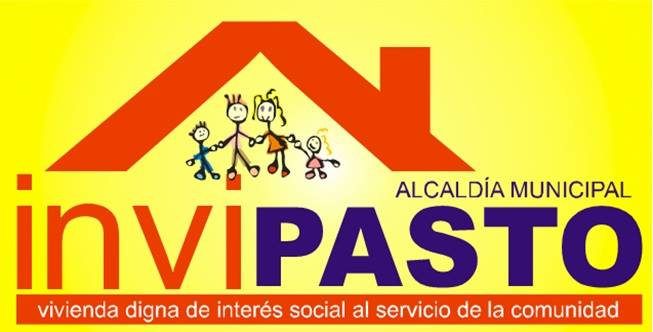 ALCALDÍA MUNICIPAL
inviPASTO
vivienda digna de interés social al servicio de la comunidad